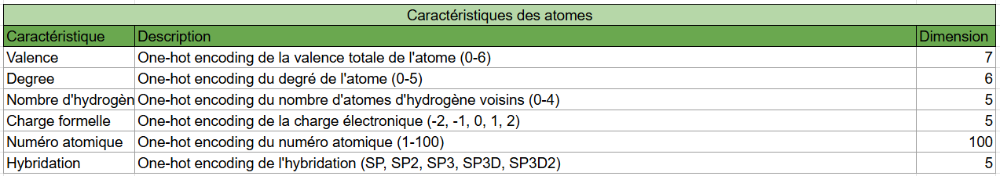 Caractéristiques des atomes
Caractéristique Description Dimension
Valence One-hot encoding de la valence totale de l'atome (0-6) 7
Degree One-hot encoding du degré de l'atome (0-5) 6
Nombre d'hydrogèn One-hot encoding du nombre d'atomes d'hydrogène voisins (0-4) 5
Charge formelle One-hot encoding de la charge électronique (-2, -1, 0, 1, 2) 5
Numéro atomique One-hot encoding du numéro atomique (1-100) 100
Hybridation One-hot encoding de l'hybridation (SP, SP2, SP3, SP3D, SP3D2) 5